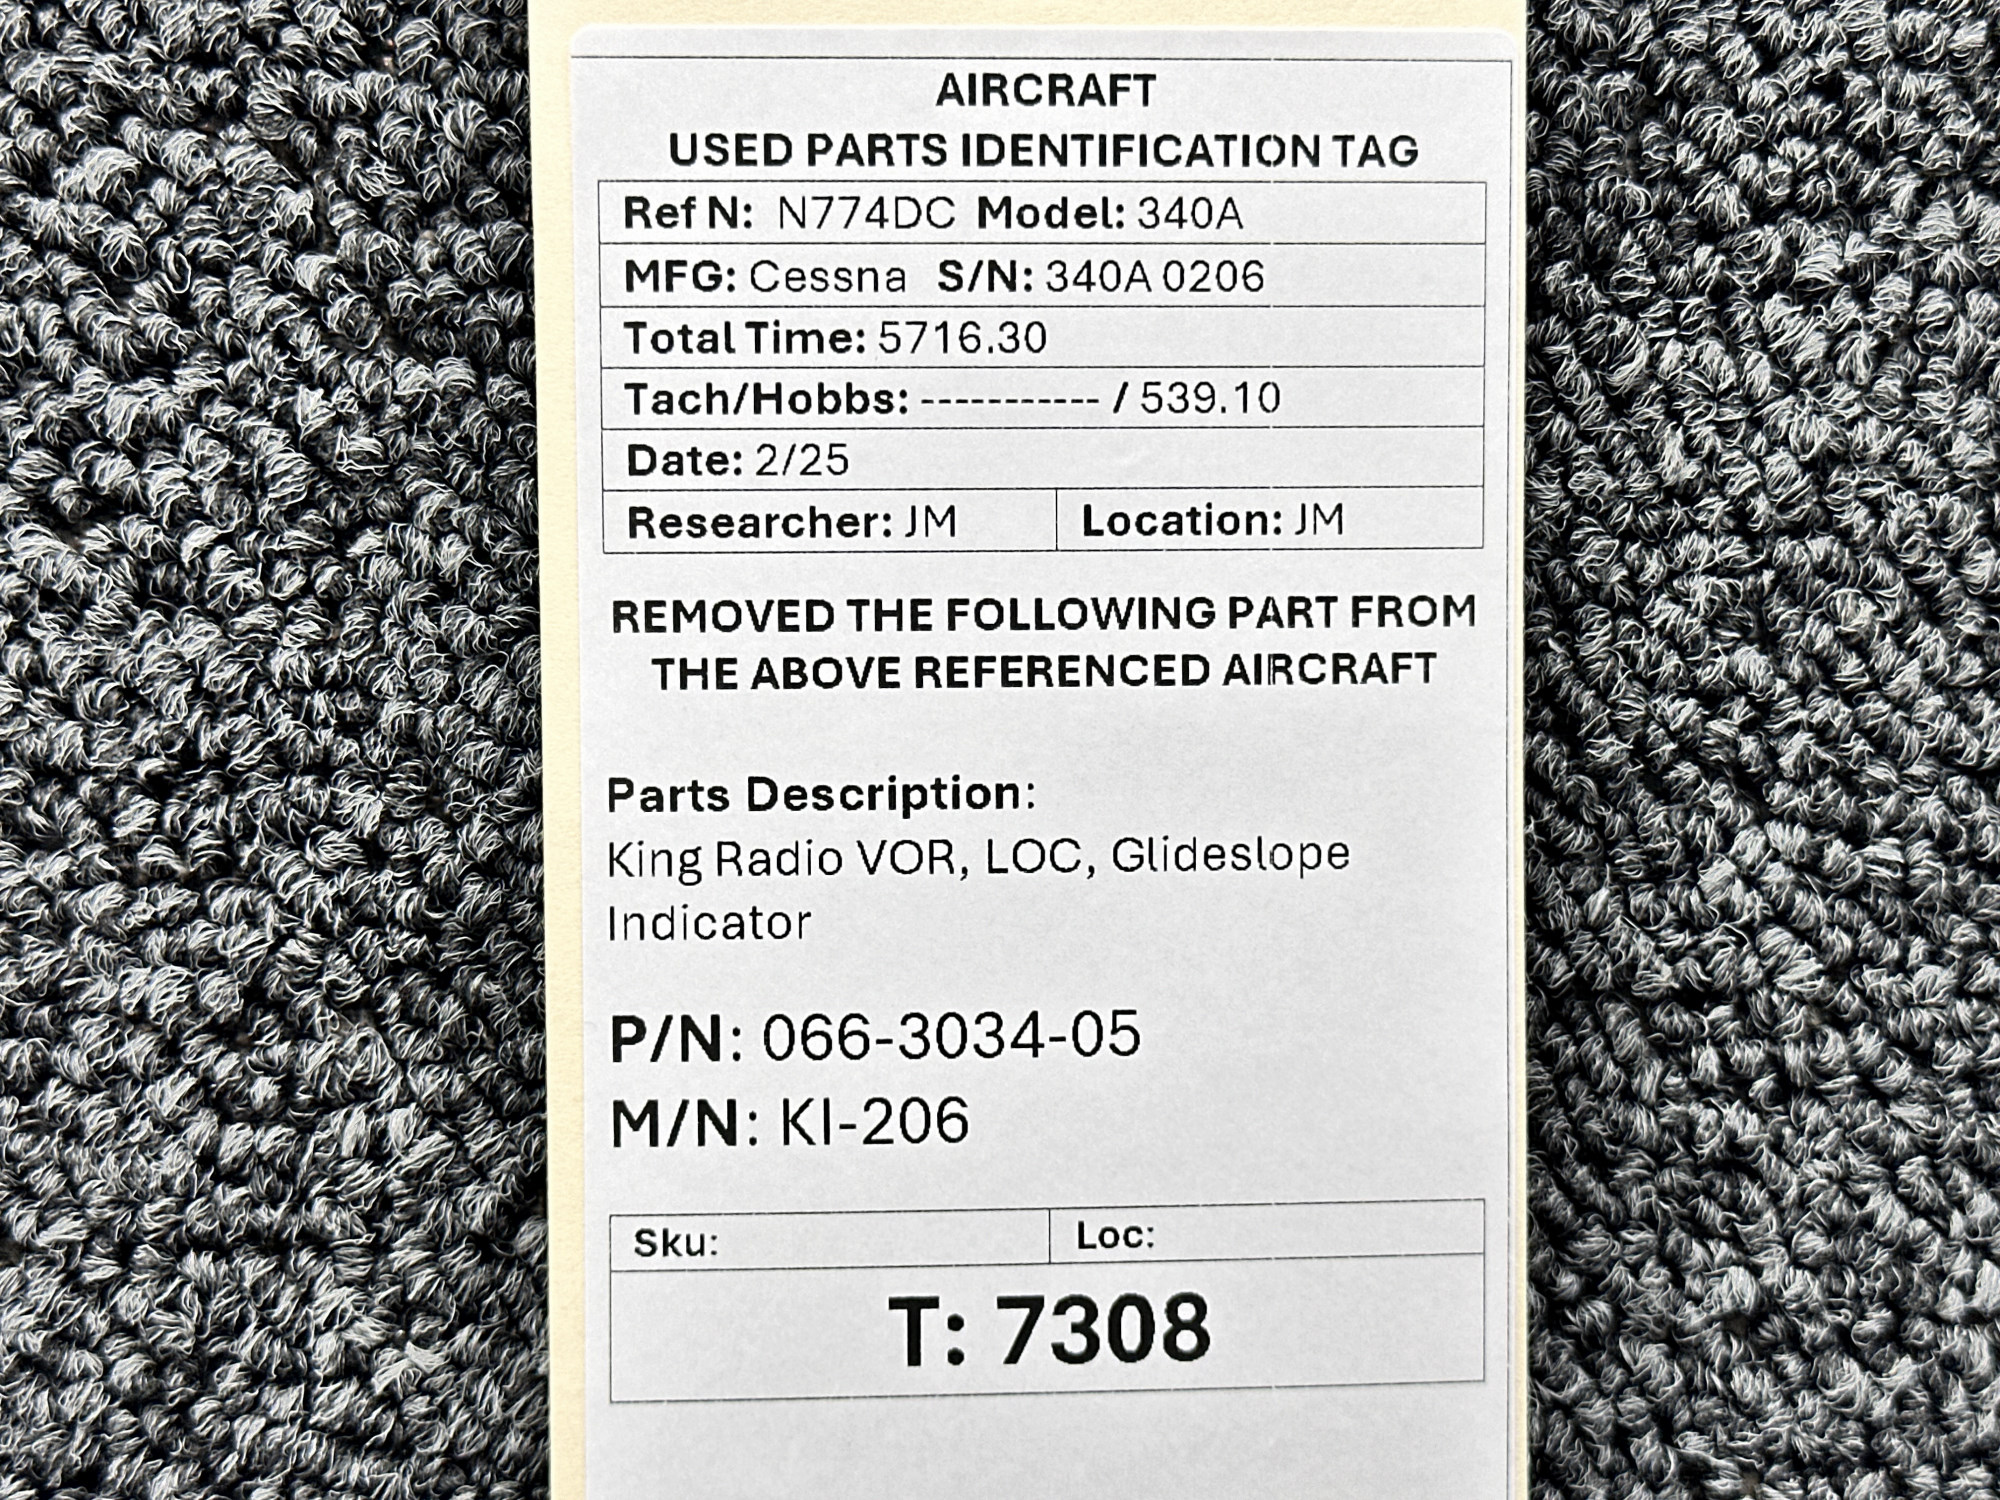 AIRCRAFT
USED PARTS IDENTIFICATION TAG
Ref N: N774DC Model: 340A
MFG: Cessna S/N: 340A 0206
Total Time: 5716.30
Tach/Hobbs: ----------- / 539.10
Date: 2/25
Researcher: JM Location: JM
REMOVED THE FOLLOWING PART FROM
THE ABOVE REFERENCED AIRCRAFT
Parts Description:
King Radio VOR, LOC, Glideslope
Indicator
P/N: 066-3034-05
M/N: KI-206
Sku: Loc:
T: 7308